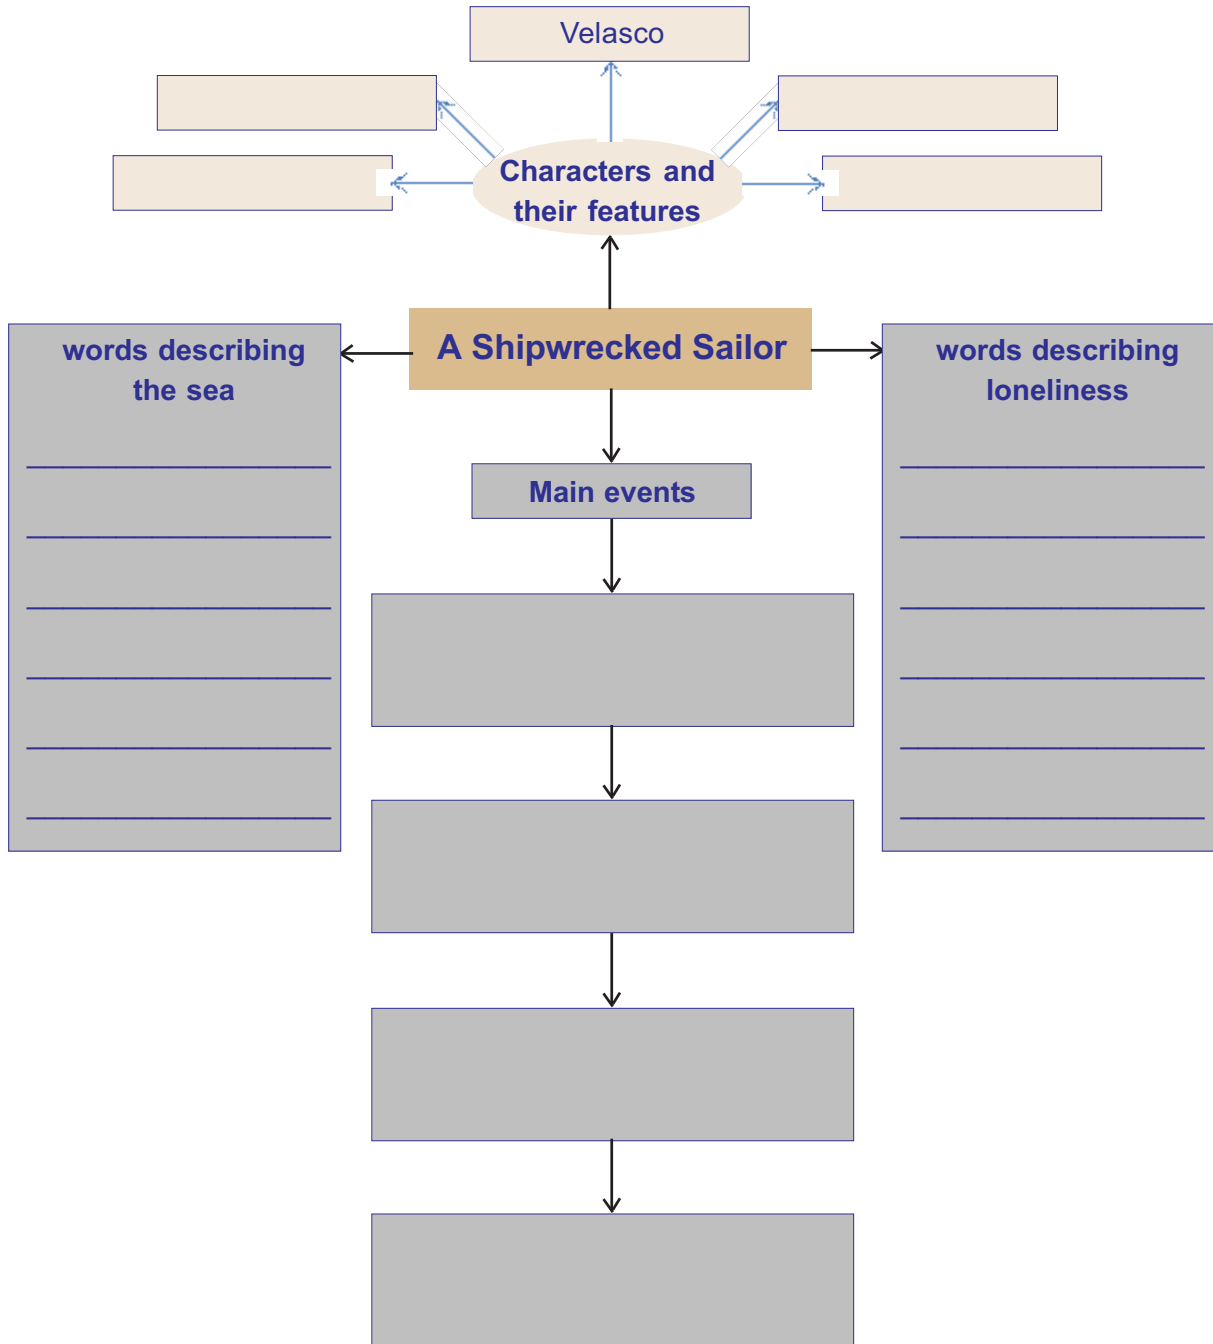 Velasco
Characters and
their features
A Shipwrecked Sailor
words describing
the sea
words describing
loneliness
Main events